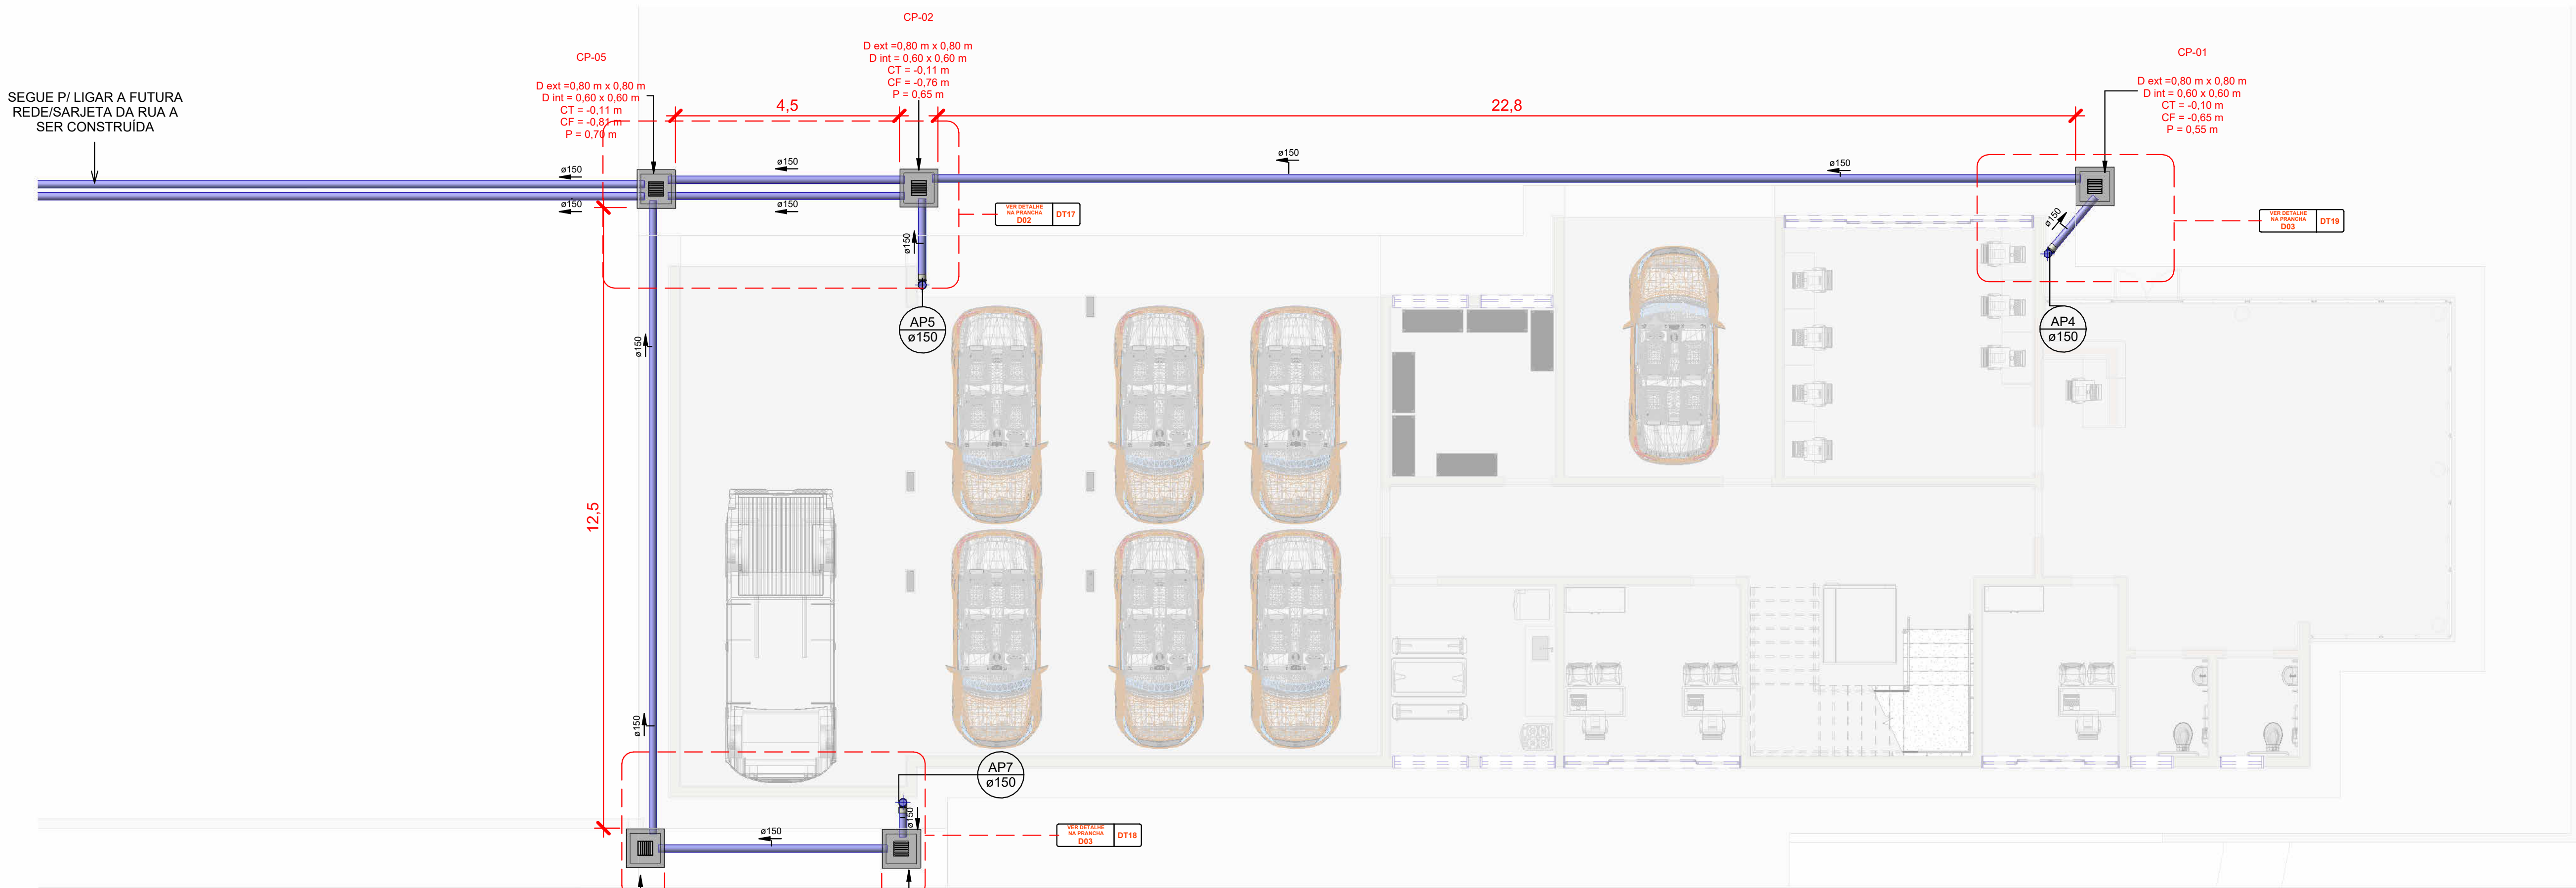 CP-02
D ext =0,80 m x 0,80 m
D int = 0,60 x 0,60 m
CT = -0,11 m
CF = -0,76 m
P = 0,65 m
CP-05
D ext =0,80 m x 0,80 m
D int = 0,60 x 0,60 m
CT = -0,11 m
CF = -0,81 m
P = 0,70 m
CP-01
D ext =0,80 m x 0,80 m
D int = 0,60 x 0,60 m
CT = -0,10 m
CF = -0,65 m
P = 0,55 m
SEGUE P/ LIGAR A FUTURA
REDE/SARJETA DA RUA A
SER CONSTRUÍDA
4,5
22,8
ø150
ø150
ø150
ø150
ø150
ø150
VER DETALHE
NA PRANCHA
D02
DT17
VER DETALHE
NA PRANCHA
D03
DT19
ø150
ø150
AP5
ø150
AP4
ø150
ø150
12,5
ø150
AP7
ø150
ø150
ø150
VER DETALHE
NA PRANCHA
D03
DT18